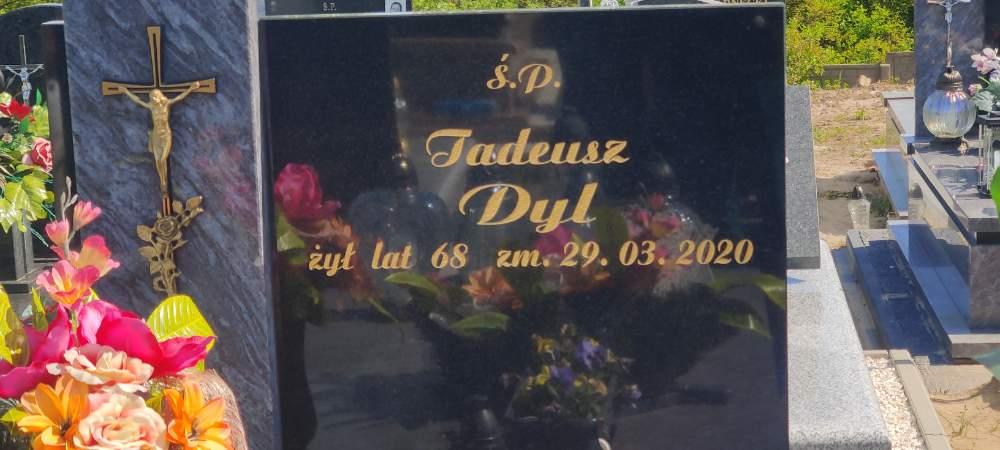 Ś.P.
ś.p.
Tadeusz
Dyl
żył lat 68 zm. 29. 03. 2020